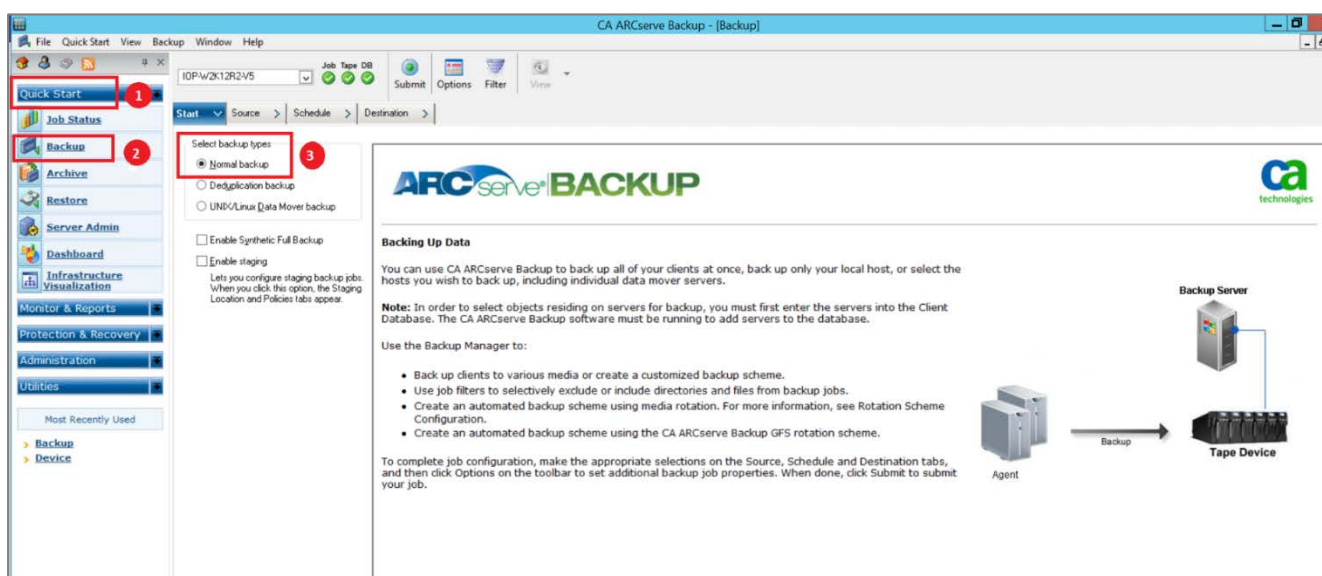 CA ARCserve Backup - [Backup]
File Quick Start View Backup Window Help
IOP-W2K12R2-V5
Job Tape DB
Submit Options Filter View
Quick Start
1
Job Status
Backup
2
Archive
Restore
Server Admin
Dashboard
Infrastructure
Visualization
Monitor & Reports
Protection & Recovery
Administration
Utilities
Most Recently Used
Backup
Device
Start Source Schedule Destination
Select backup types
Normal backup
3
Deduplication backup
UNIX/Linux Data Mover backup
Enable Synthetic Full Backup
Enable staging
Lets you configure staging backup jobs.
When you click this option, the Staging
Location and Policies tabs appear.
ARCserve® BACKUP
ca
technologies
Backing Up Data
You can use CA ARCserve Backup to back up all of your clients at once, back up only your local host, or select the
hosts you wish to back up, including individual data mover servers.
Note: In order to select objects residing on servers for backup, you must first enter the servers into the Client
Database. The CA ARCserve Backup software must be running to add servers to the database.
Use the Backup Manager to:
• Back up clients to various media or create a customized backup scheme.
• Use job filters to selectively exclude or include directories and files from backup jobs.
• Create an automated backup scheme using media rotation. For more information, see Rotation Scheme
Configuration.
• Create an automated backup scheme using the CA ARCserve Backup GFS rotation scheme.
To complete job configuration, make the appropriate selections on the Source, Schedule and Destination tabs,
and then click Options on the toolbar to set additional backup job properties. When done, click Submit to submit
your job.
Backup Server
Agent
Backup
Tape Device